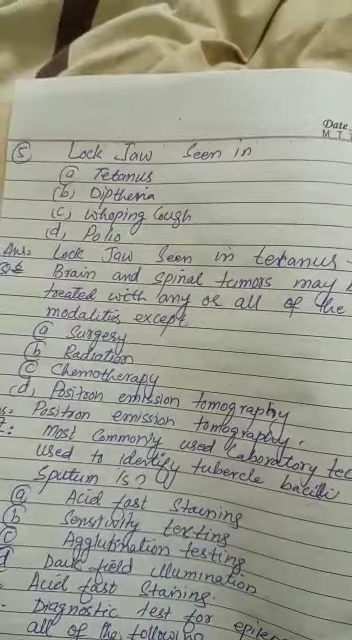 Date
M T
(5) Lock Jaw seen in
(a Tetanus
(b) Diptheria
(c) whoping Cough
(d) Polio
Ans: Lock Jaw seen in tetanus
Brain and spinal tumors may
treated with any or all of the
modalities except
(a Surgery
(b Radiation
(c Chemotherapy
(d) Positron emission tomography
Positron emission tomography.
Most Commonly used Laboratory tec
used to identify tubercle bacilli
Sputum is?
(a) Acid fast Staining
(b) Senstivity testing
(c) Agglutination testing
d Dark field illumination
Acid fast Staining.
Diagnostic test for epile
all of the following